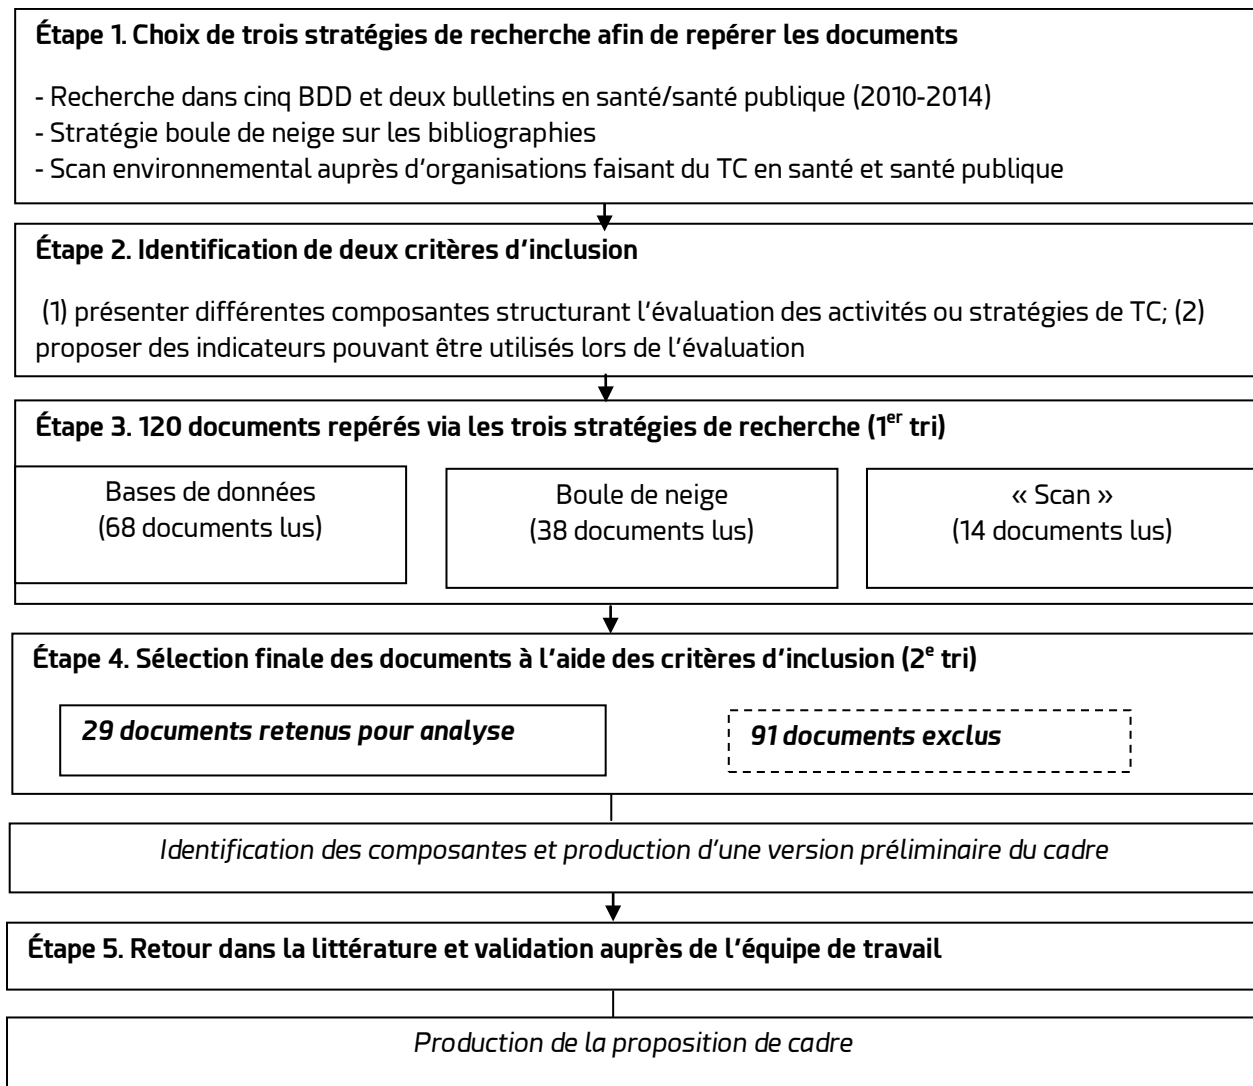 Étape 1. Choix de trois stratégies de recherche afin de repérer les documents
- Recherche dans cinq BDD et deux bulletins en santé/santé publique (2010-2014)
- Stratégie boule de neige sur les bibliographies
- Scan environnemental auprès d’organisations faisant du TC en santé et santé publique
Étape 2. Identification de deux critères d’inclusion
(1) présenter différentes composantes structurant l’évaluation des activités ou stratégies de TC; (2)
proposer des indicateurs pouvant être utilisés lors de l’évaluation
Étape 3. 120 documents repérés via les trois stratégies de recherche (1er tri)
Bases de données
(68 documents lus)
Boule de neige
(38 documents lus)
« Scan »
(14 documents lus)
Étape 4. Sélection finale des documents à l’aide des critères d’inclusion (2e tri)
29 documents retenus pour analyse
91 documents exclus
Identification des composantes et production d’une version préliminaire du cadre
Étape 5. Retour dans la littérature et validation auprès de l’équipe de travail
Production de la proposition de cadre